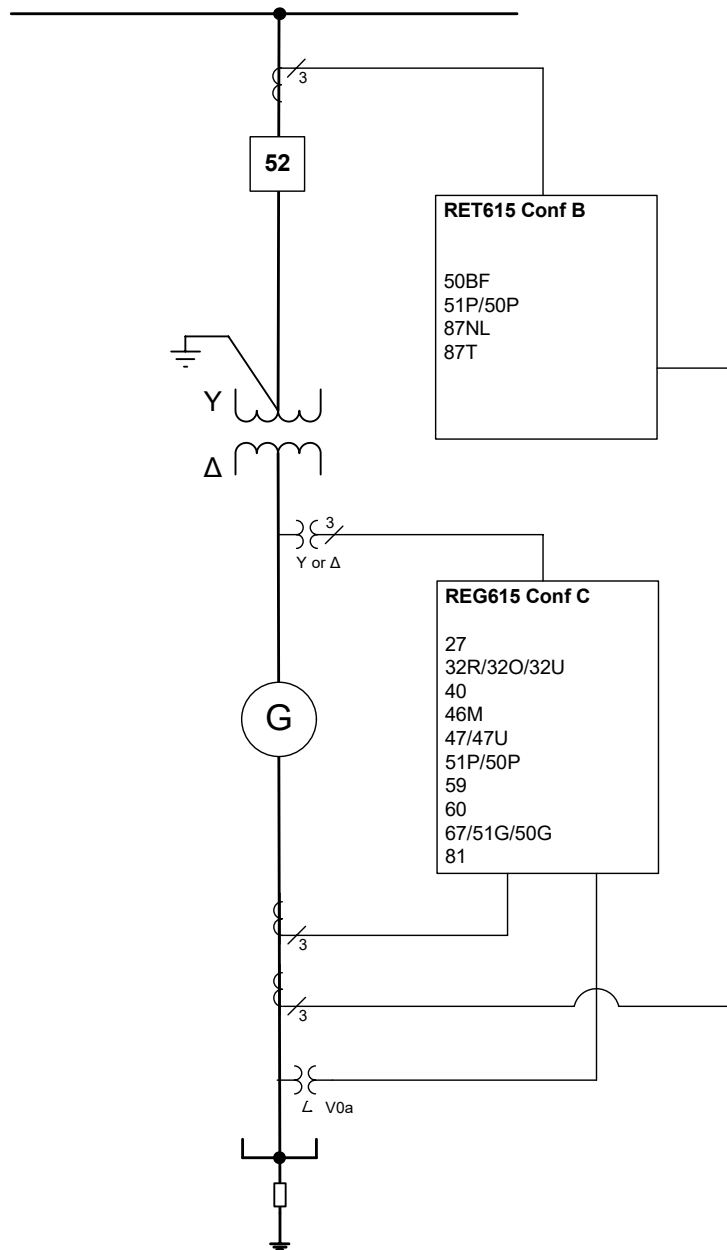 3
52
RET615 Conf B
50BF
51P/50P
87NL
87T
Y
Δ
3
Y or Δ
REG615 Conf C
27
32R/32O/32U
40
46M
47/47U
51P/50P
59
60
67/51G/50G
81
G
3
3
V0a